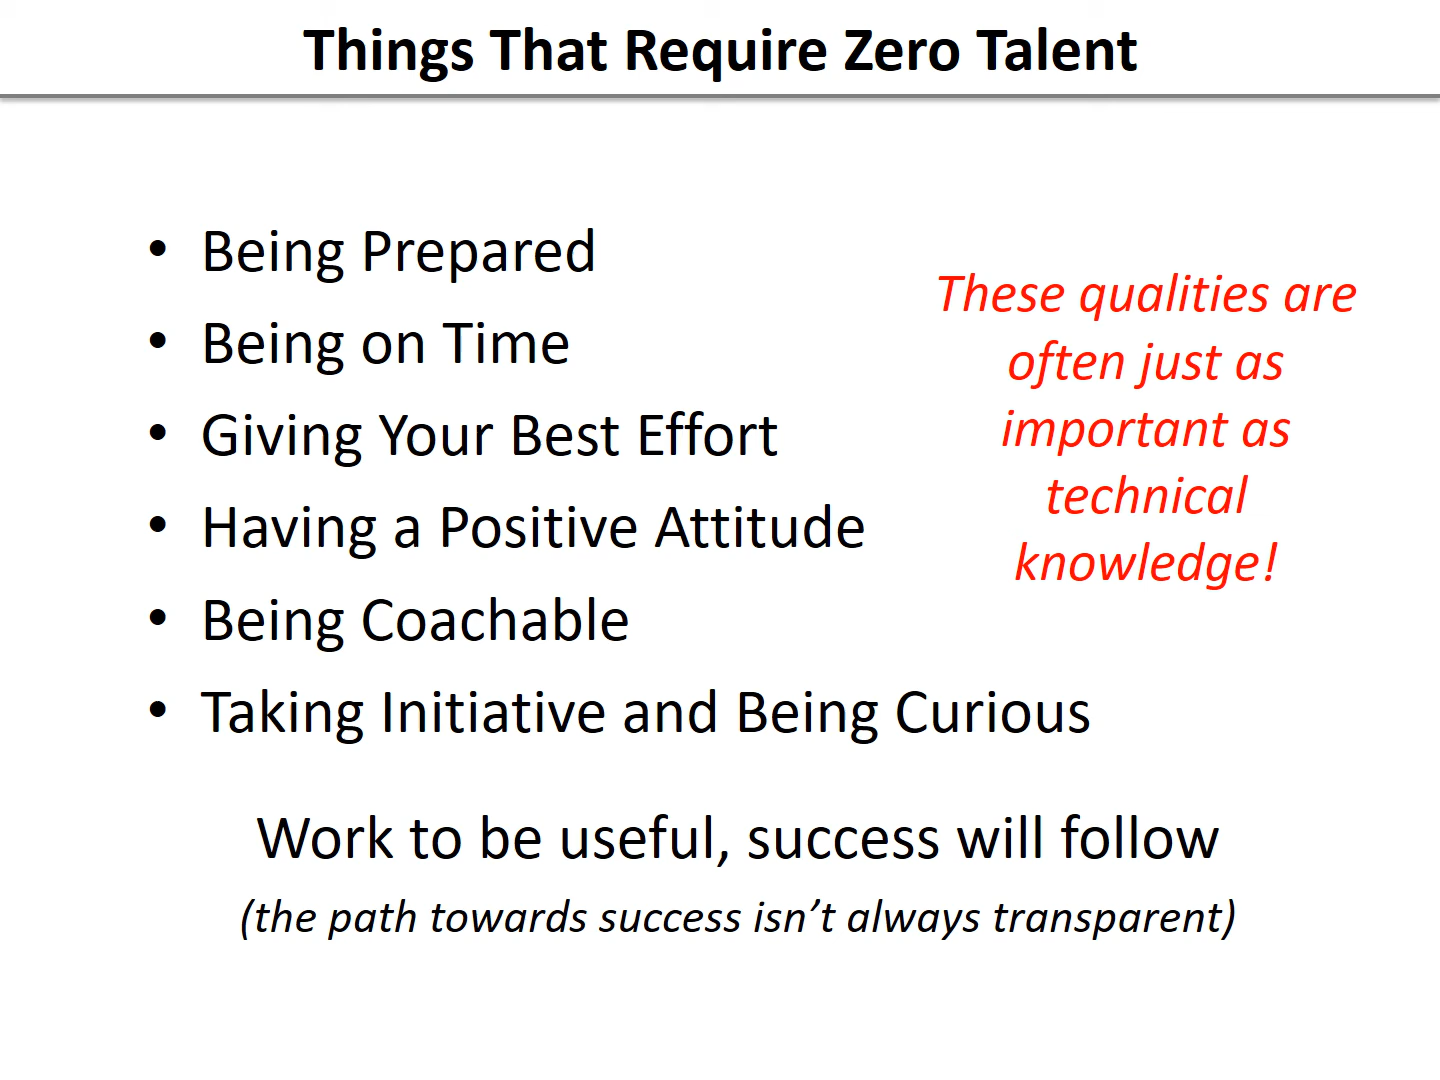 Things That Require Zero Talent
• Being Prepared
• Being on Time
• Giving Your Best Effort
• Having a Positive Attitude
• Being Coachable
• Taking Initiative and Being Curious
These qualities are
often just as
important as
technical
knowledge!
Work to be useful, success will follow
(the path towards success isn’t always transparent)